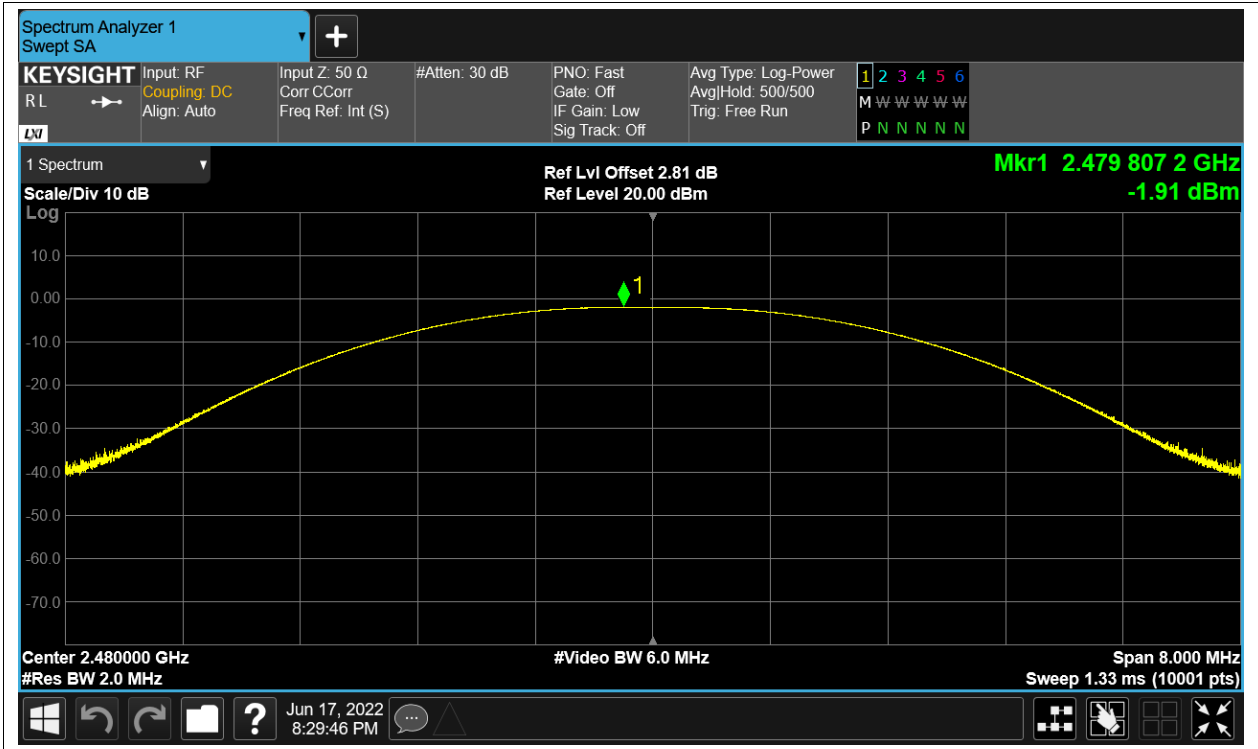 Spectrum Analyzer 1
Swept SA
KEYSIGHT
R L
LXI
Input: RF
Coupling: DC
Align: Auto
Input Z: 50 Ω
Corr CCorr
Freq Ref: Int (S)
#Atten: 30 dB
PNO: Fast
Gate: Off
IF Gain: Low
Sig Track: Off
Avg Type: Log-Power
Avg|Hold: 500/500
Trig: Free Run
1 2 3 4 5 6
M W W W W W
P N N N N N
1 Spectrum
Scale/Div 10 dB
Ref Lvl Offset 2.81 dB
Ref Level 20.00 dBm
Mkr1 2.479 807 2 GHz
-1.91 dBm
Log
10.0
0.00
-10.0
-20.0
-30.0
-40.0
-50.0
-60.0
-70.0
1
Center 2.480000 GHz
#Video BW 6.0 MHz
Span 8.000 MHz
#Res BW 2.0 MHz
Sweep 1.33 ms (10001 pts)
?
Jun 17, 2022
8:29:46 PM